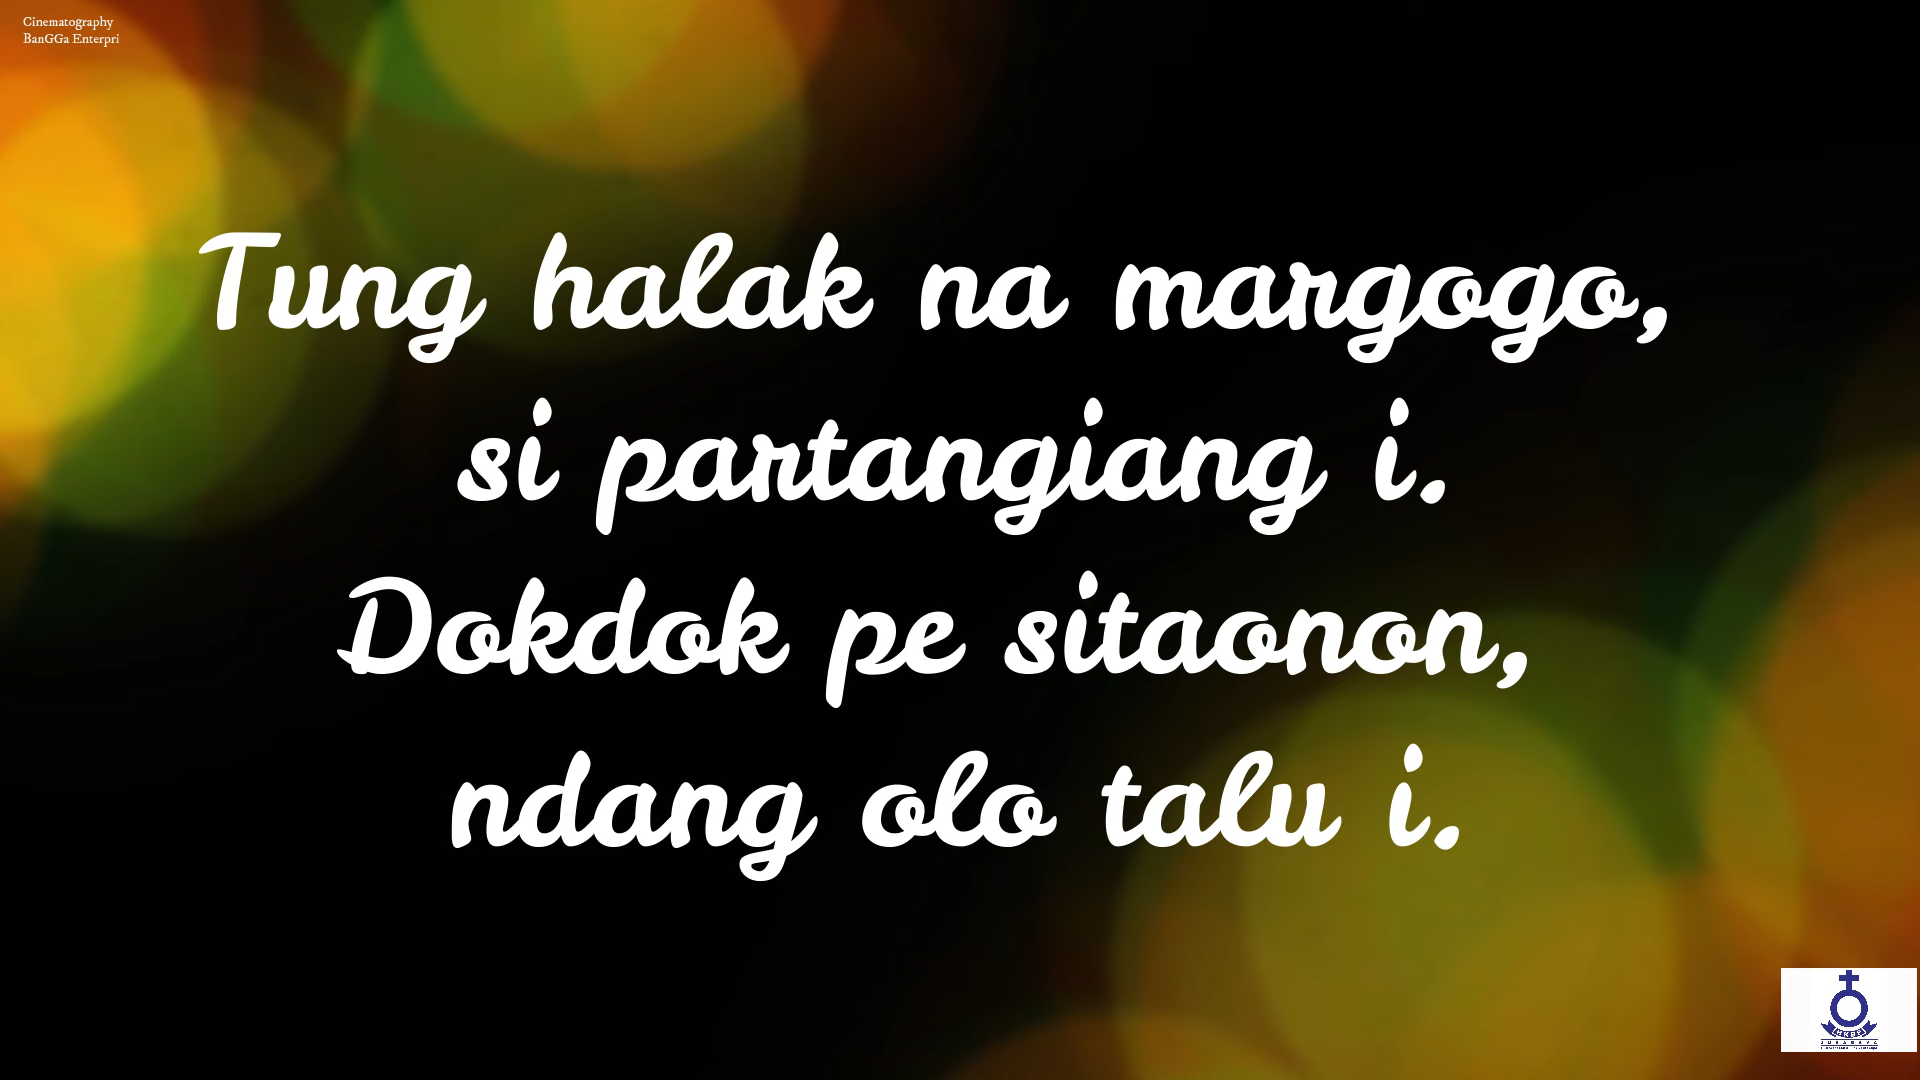 Cinematography
BanGGa Enterpri
Tung halak na margogo,
si partangiang i.
Dokdok pe sitaonon,
ndang olo talu i.